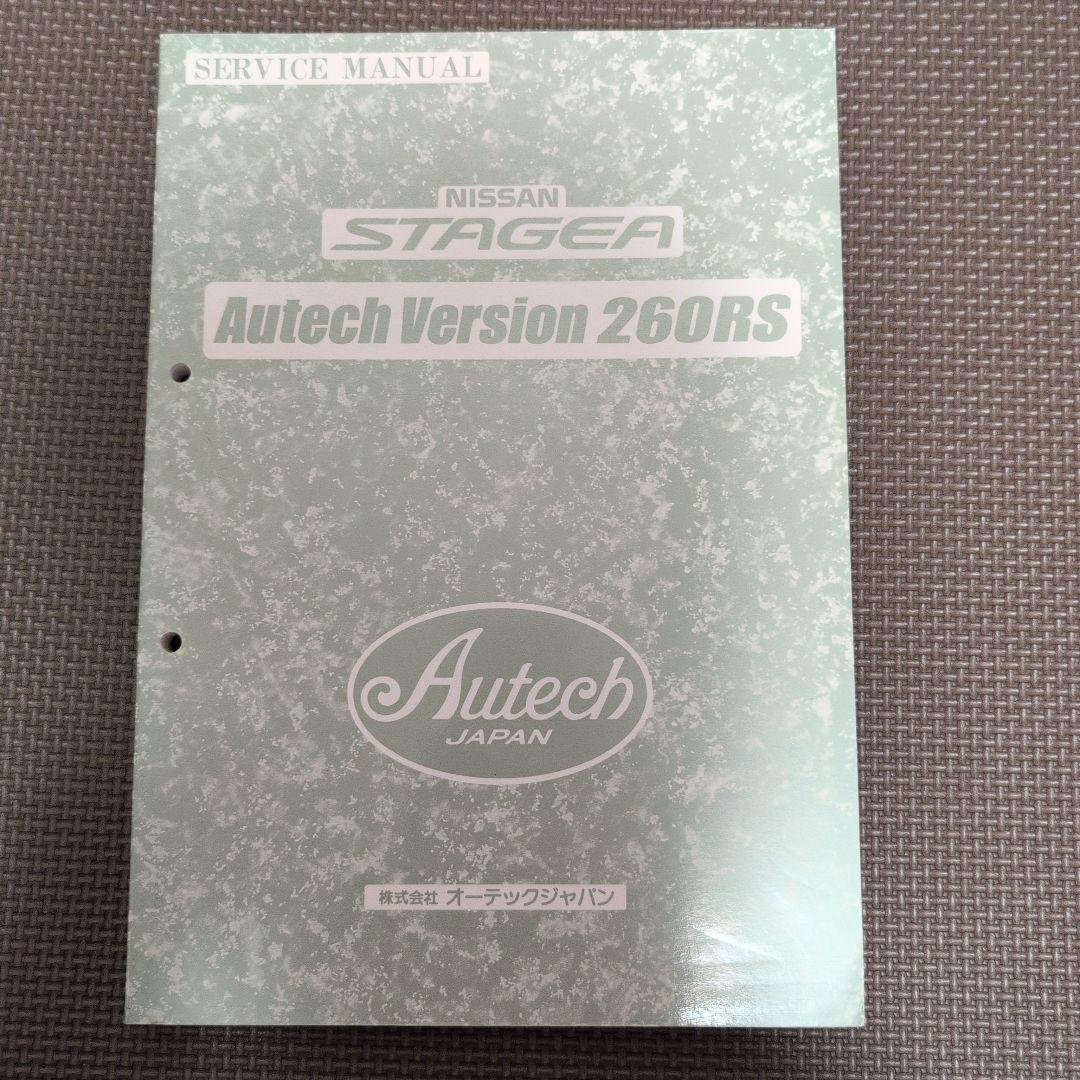 SERVICE MANUAL
NISSAN
STAGEA
Autech Version 260RS
Autech
JAPAN
株式会社 オーテックジャパン